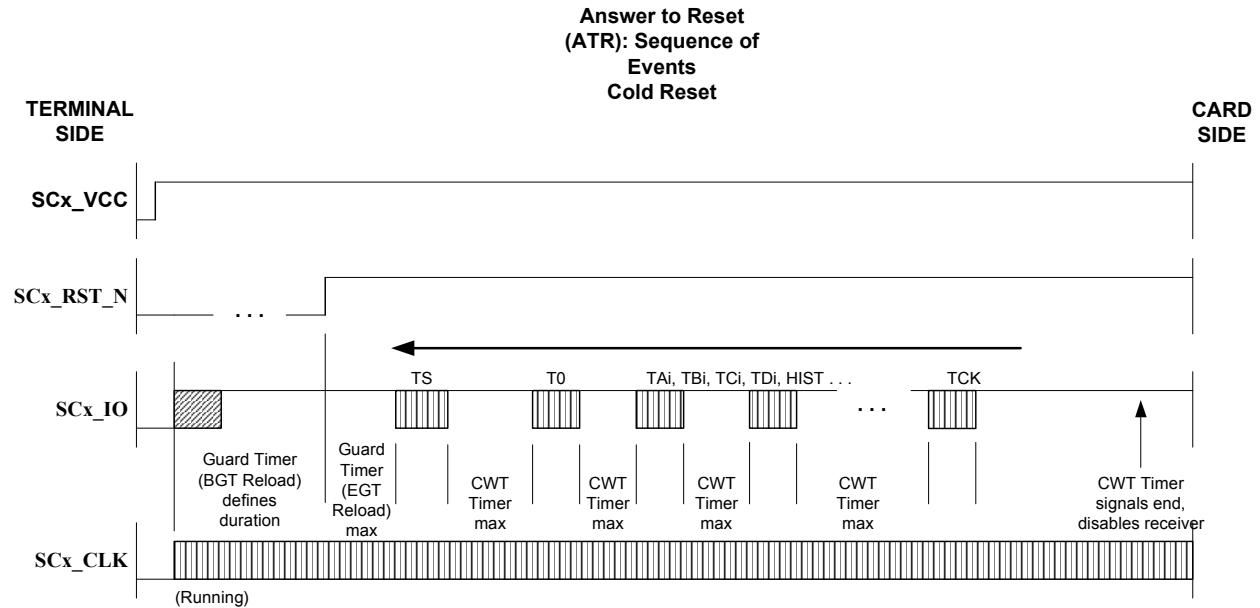 Answer to Reset
(ATR): Sequence of
Events
Cold Reset
TERMINAL
SIDE
CARD
SIDE
SCx_VCC
SCx_RST_N
. . .
TS
T0
TAi, TBi, TCi, TDi, HIST . . .
TCK
SCx_IO
. . .
Guard Timer
(BGT Reload)
defines
duration
Guard
Timer
(EGT
Reload)
max
CWT
Timer
max
CWT
Timer
max
CWT
Timer
max
CWT
Timer
max
CWT Timer
signals end,
disables receiver
SCx_CLK
(Running)